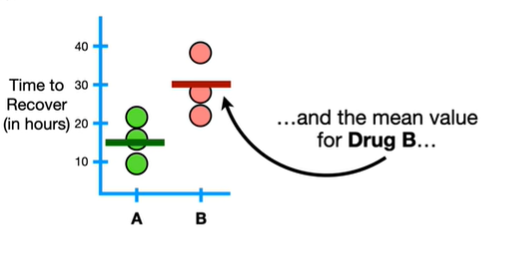 40
Time to 30
Recover
(in hours) 20
10
A B
...and the mean value
for Drug B...